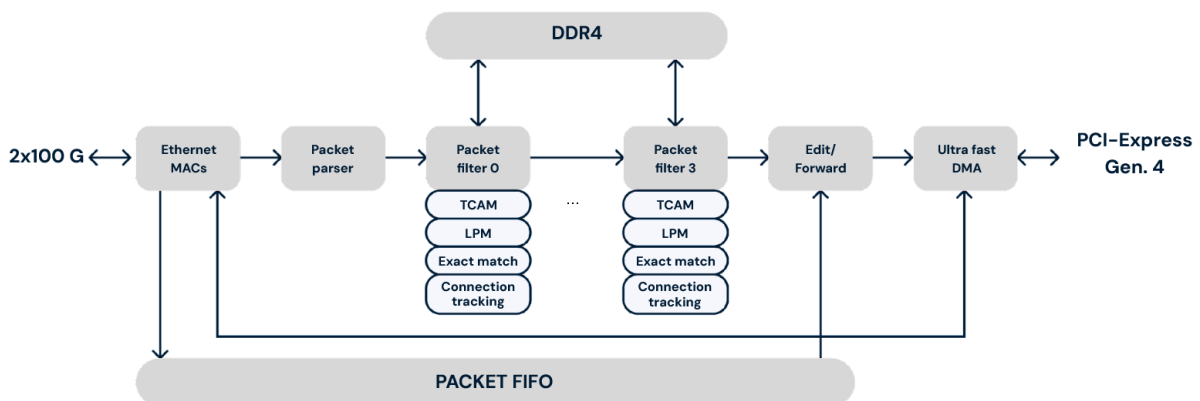 DDR4
2x100 G
Ethernet
MACs
Packet
parser
Packet
filter 0
Packet
filter 3
Edit/
Forward
Ultra fast
DMA
PCI-Express
Gen. 4
TCAM
LPM
Exact match
Connection
tracking
...
TCAM
LPM
Exact match
Connection
tracking
PACKET FIFO